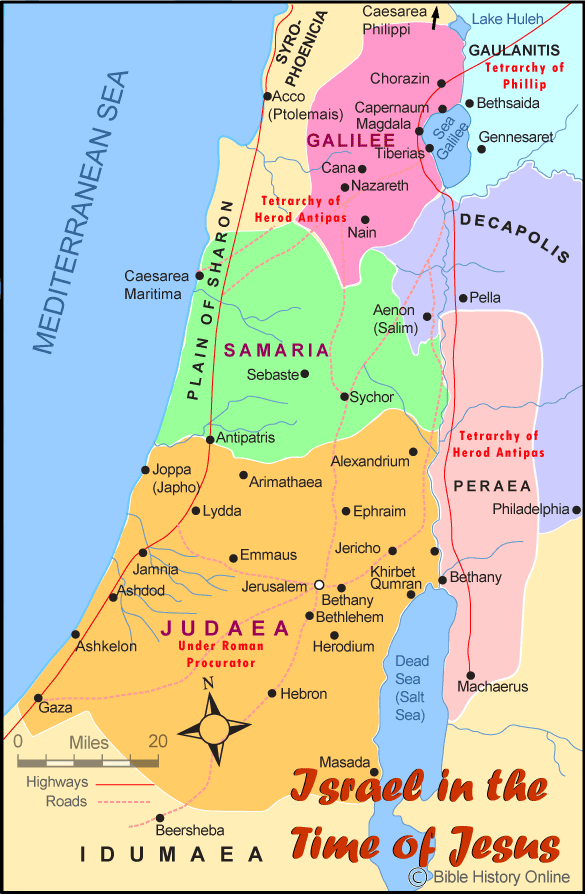 Caesarea
Philippi
Lake Huleh
SYRO-
PHOENICIA
GAULANITIS
Tetrarchy of
Phillip
Chorazin
Acco
(Ptolemais)
Capernaum
Bethsaida
Magdala
Sea
Galilee
GALILEE
Tiberias
Gennesaret
Cana
Nazareth
Tetrarchy of
Herod Antipas
Nain
DECAPOLIS
MEDITERRANEAN SEA
PLAIN OF SHARON
Caesarea
Maritima
Pella
Aenon
(Salim)
SAMARIA
Sebaste
Sychor
Antipatris
Tetrarchy of
Herod Antipas
Alexandrium
Joppa
(Japho)
Arimathaea
PERAEA
Lydda
Ephraim
Philadelphia
Emmaus
Jericho
Jamnia
Khirbet
Qumran
Bethany
Ashdod
Jerusalem
Bethany
Bethlehem
JUDAEA
Under Roman
Procurator
Herodium
Ashkelon
Dead
Sea
(Salt
Sea)
Machaerus
N
Hebron
Gaza
0 Miles 20
Masada
Highways
Roads
Israel in the
Time of Jesus
Beersheba
IDUMAEA
© Bible History Online